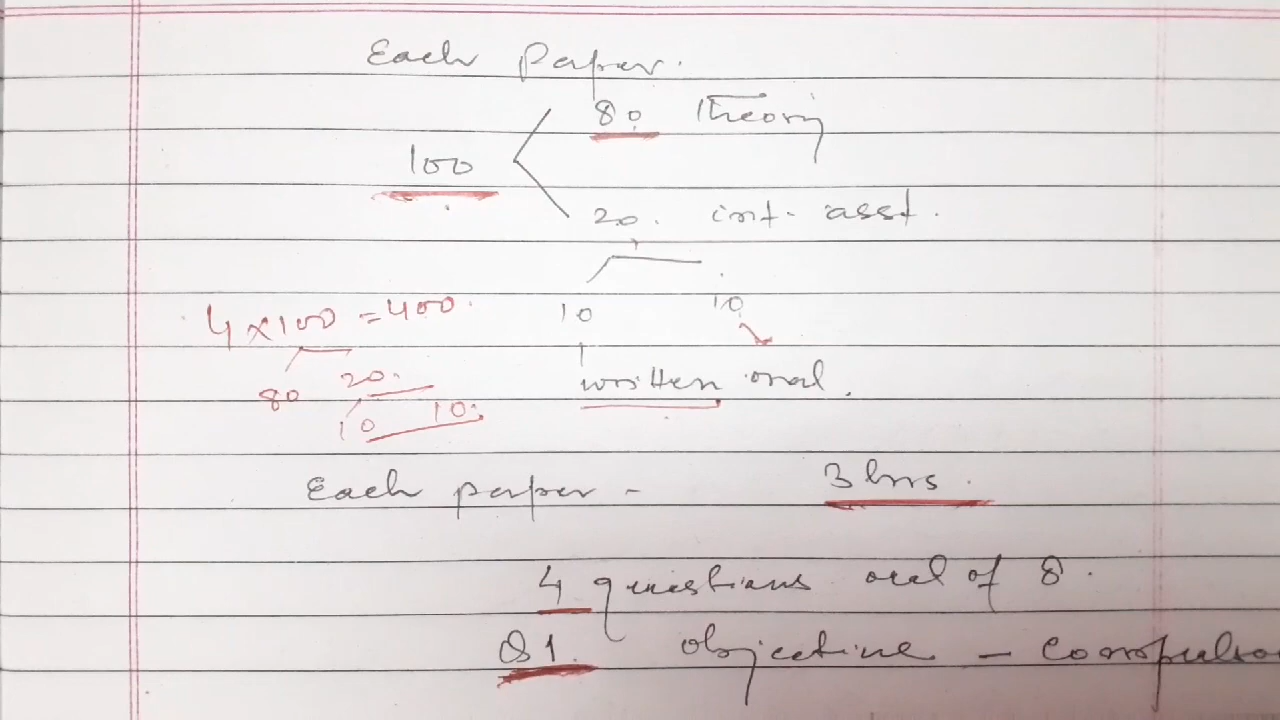 Each Paper.
80 Theory
100
20. int. asst.
4 x 100 = 400.
10 10
80 20.
written oral.
10 10.
Each paper - 3 hrs.
4 questions out of 8.
Q1. objective - compulso